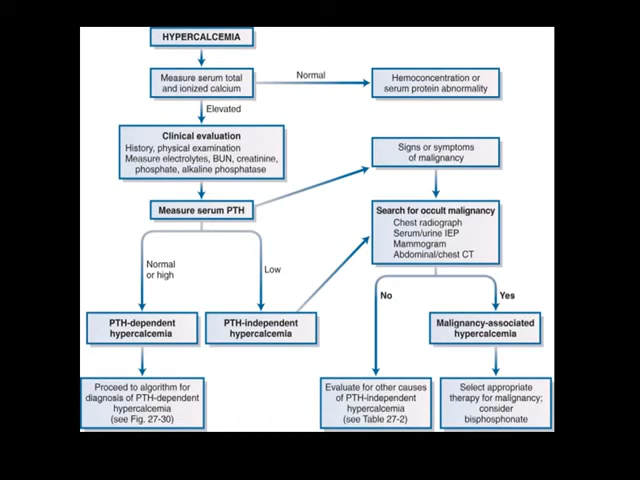 HYPERCALCEMIA
Measure serum total
and ionized calcium
Normal
Hemoconcentration or
serum protein abnormality
Elevated
Clinical evaluation
History, physical examination
Measure electrolytes, BUN, creatinine,
phosphate, alkaline phosphatase
Signs or symptoms
of malignancy
Measure serum PTH
Search for occult malignancy
Chest radiograph
Serum/urine IEP
Mammogram
Abdominal/chest CT
Normal
or high
Low
No
Yes
PTH-dependent
hypercalcemia
PTH-independent
hypercalcemia
Malignancy-associated
hypercalcemia
Proceed to algorithm for
diagnosis of PTH-dependent
hypercalcemia
(see Fig. 27-30)
Evaluate for other causes
of PTH-independent
hypercalcemia
(see Table 27-2)
Select appropriate
therapy for malignancy;
consider
bisphosphonate